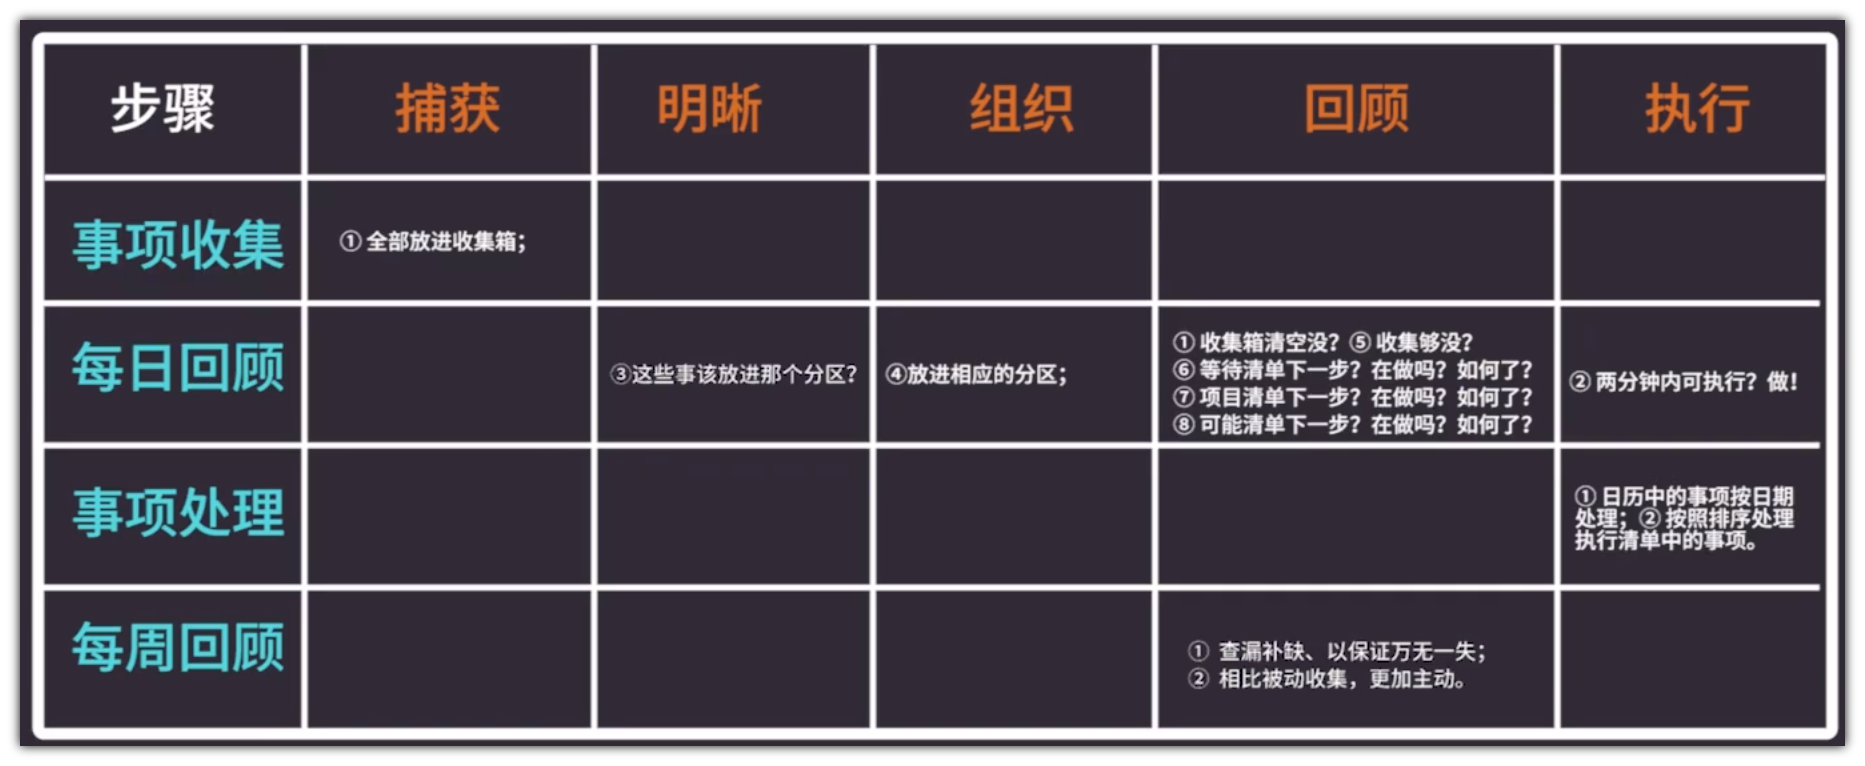 步骤 捕获 明晰 组织 回顾 执行
事项收集
① 全部放进收集箱；
每日回顾
③这些事该放进那个分区？
④放进相应的分区；
① 收集箱清空没？⑤ 收集够没？
⑥ 等待清单下一步？在做吗？如何了？
⑦ 项目清单下一步？在做吗？如何了？
⑧ 可能清单下一步？在做吗？如何了？
② 两分钟内可执行？做！
事项处理
① 日历中的事项按日期
处理；② 按照排序处理
执行清单中的事项。
每周回顾
① 查漏补缺、以保证万无一失；
② 相比被动收集，更加主动。